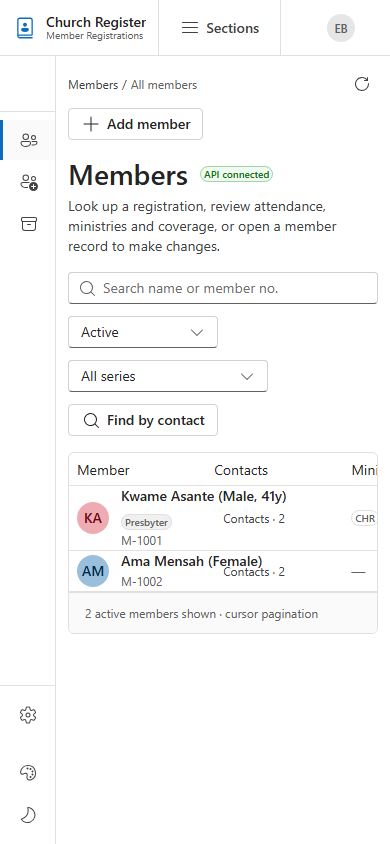 Church Register
Member Registrations
Sections
EB
Members / All members
Add member
Members
API connected
Look up a registration, review attendance,
ministries and coverage, or open a member
record to make changes.
Search name or member no.
Active
All series
Find by contact
Member Contacts Mini
KA
Kwame Asante (Male, 41y)
Presbyter
M-1001
Contacts · 2
CHR
AM
Ama Mensah (Female)
M-1002
Contacts · 2
—
2 active members shown · cursor pagination